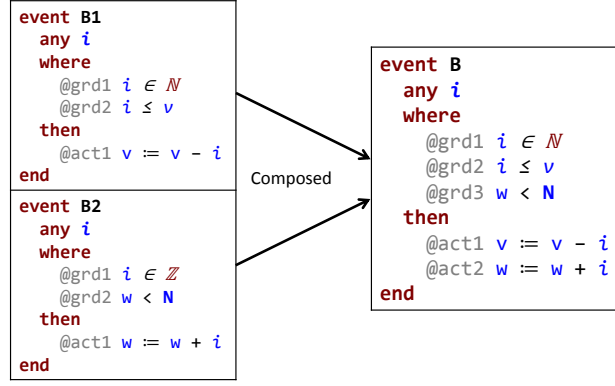 event B1
any i
where
@grd1 i ∈ ℕ
@grd2 i ≤ v
then
@act1 v ≔ v − i
end
event B2
any i
where
@grd1 i ∈ ℤ
@grd2 w < N
then
@act1 w ≔ w + i
end
Composed
event B
any i
where
@grd1 i ∈ ℕ
@grd2 i ≤ v
@grd3 w < N
then
@act1 v ≔ v − i
@act2 w ≔ w + i
end